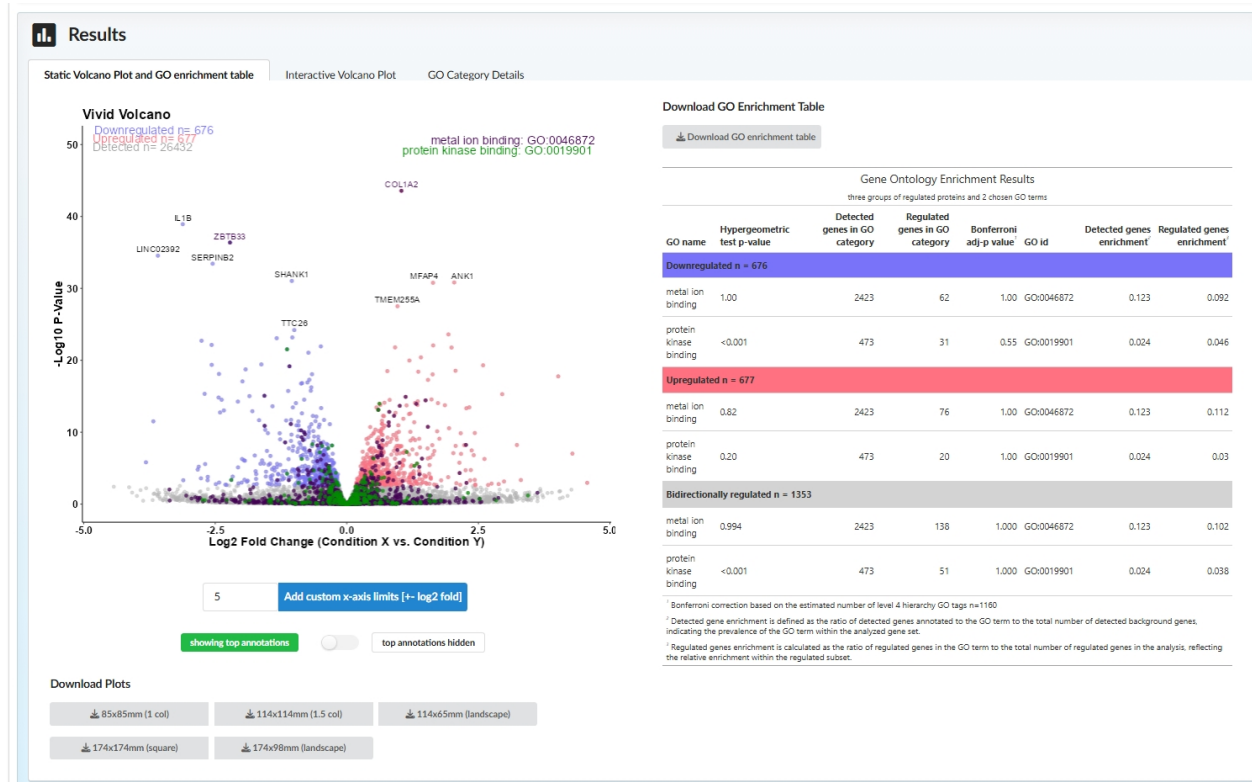 Results
Static Volcano Plot and GO enrichment table
Interactive Volcano Plot
GO Category Details
Vivid Volcano
Downregulated n= 676
Upregulated n= 677
Detected n= 26432
metal ion binding: GO:0046872
protein kinase binding: GO:0019901
COL1A2
IL1B
ZBTB33
LINC02392
SERPINB2
SHANK1
MFAP4
ANK1
TMEM255A
TTC26
-Log10 P-Value
50
40
30
20
10
0
-5.0
-2.5
0.0
2.5
5.0
Log2 Fold Change (Condition X vs. Condition Y)
5
Add custom x-axis limits [+- log2 fold]
showing top annotations
top annotations hidden
Download Plots
85x85mm (1 col)
114x114mm (1.5 col)
114x65mm (landscape)
174x174mm (square)
174x98mm (landscape)
Download GO Enrichment Table
Download GO enrichment table
Gene Ontology Enrichment Results
three groups of regulated proteins and 2 chosen GO terms
GO name
Hypergeometric
test p-value
Detected
genes in GO
category
Regulated
genes in GO
category
Bonferroni
adj-p value¹
GO id
Detected genes
enrichment²
Regulated genes
enrichment³
Downregulated n = 676
metal ion
binding
1.00 2423 62 1.00 GO:0046872 0.123 0.092
protein
kinase
binding
<0.001 473 31 0.55 GO:0019901 0.024 0.046
Upregulated n = 677
metal ion
binding
0.82 2423 76 1.00 GO:0046872 0.123 0.112
protein
kinase
binding
0.20 473 20 1.00 GO:0019901 0.024 0.03
Bidirectionally regulated n = 1353
metal ion
binding
0.994 2423 138 1.000 GO:0046872 0.123 0.102
protein
kinase
binding
<0.001 473 51 1.000 GO:0019901 0.024 0.038
¹ Bonferroni correction based on the estimated number of level 4 hierarchy GO tags n=1160
² Detected gene enrichment is defined as the ratio of detected genes annotated to the GO term to the total number of detected background genes,
indicating the prevalence of the GO term within the analyzed gene set.
³ Regulated genes enrichment is calculated as the ratio of regulated genes in the GO term to the total number of regulated genes in the analysis, reflecting
the relative enrichment within the regulated subset.